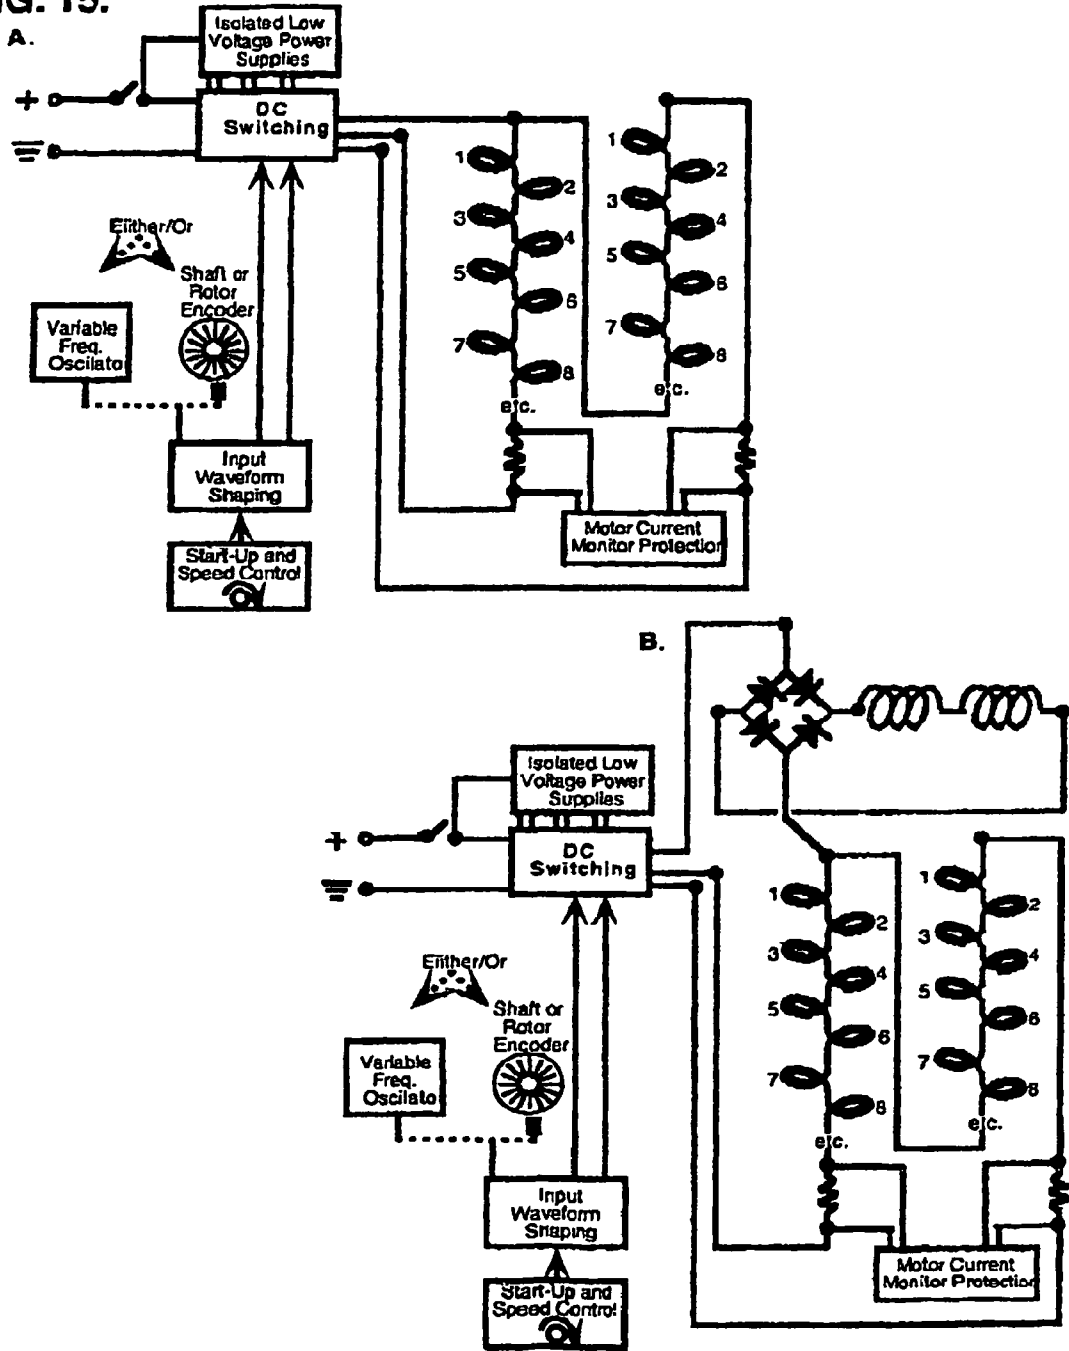 FIG. 15.
A.
Isolated Low
Voltage Power
Supplies
+
DC
Switching
Eiither/Or
Shaft or
Rotor
Encoder
Variable
Freq.
Oscilato
Input
Waveform
Shaping
Start-Up and
Speed Control
1
2
3
4
5
6
7
8
etc.
1
2
3
4
5
6
7
8
etc.
Motor Current
Monitor Protection
B.
Isolated Low
Voltage Power
Supplies
+
DC
Switching
Eiither/Or
Shaft or
Rotor
Encoder
Variable
Freq.
Oscilato
Input
Waveform
Shaping
Start-Up and
Speed Control
1
2
3
4
5
6
7
8
etc.
1
2
3
4
5
6
7
8
etc.
Motor Current
Monitor Protection